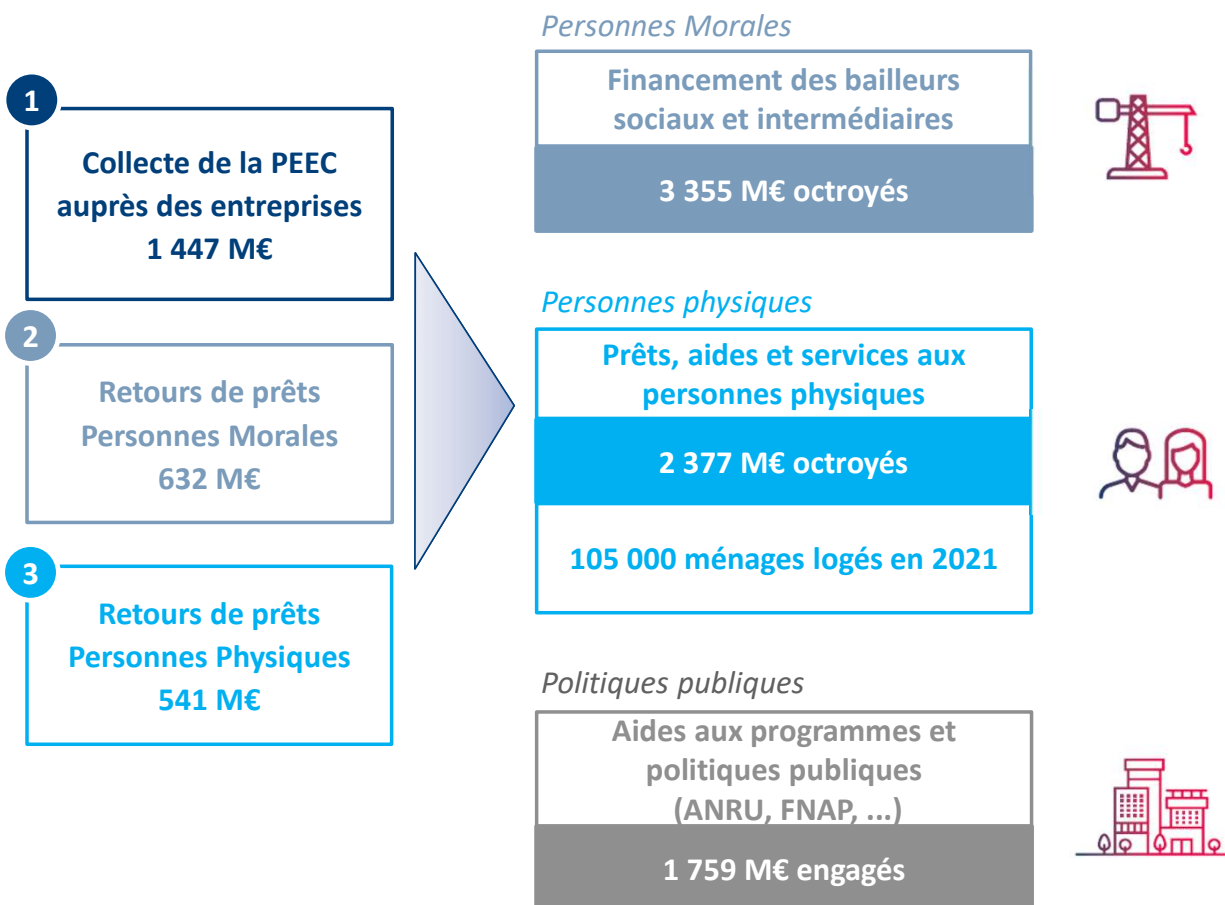 1
Collecte de la PEEC
auprès des entreprises
1 447 M€
2
Retours de prêts
Personnes Morales
632 M€
3
Retours de prêts
Personnes Physiques
541 M€
Personnes Morales
Financement des bailleurs
sociaux et intermédiaires
3 355 M€ octroyés
Personnes physiques
Prêts, aides et services aux
personnes physiques
2 377 M€ octroyés
105 000 ménages logés en 2021
Politiques publiques
Aides aux programmes et
politiques publiques
(ANRU, FNAP, ...)
1 759 M€ engagés